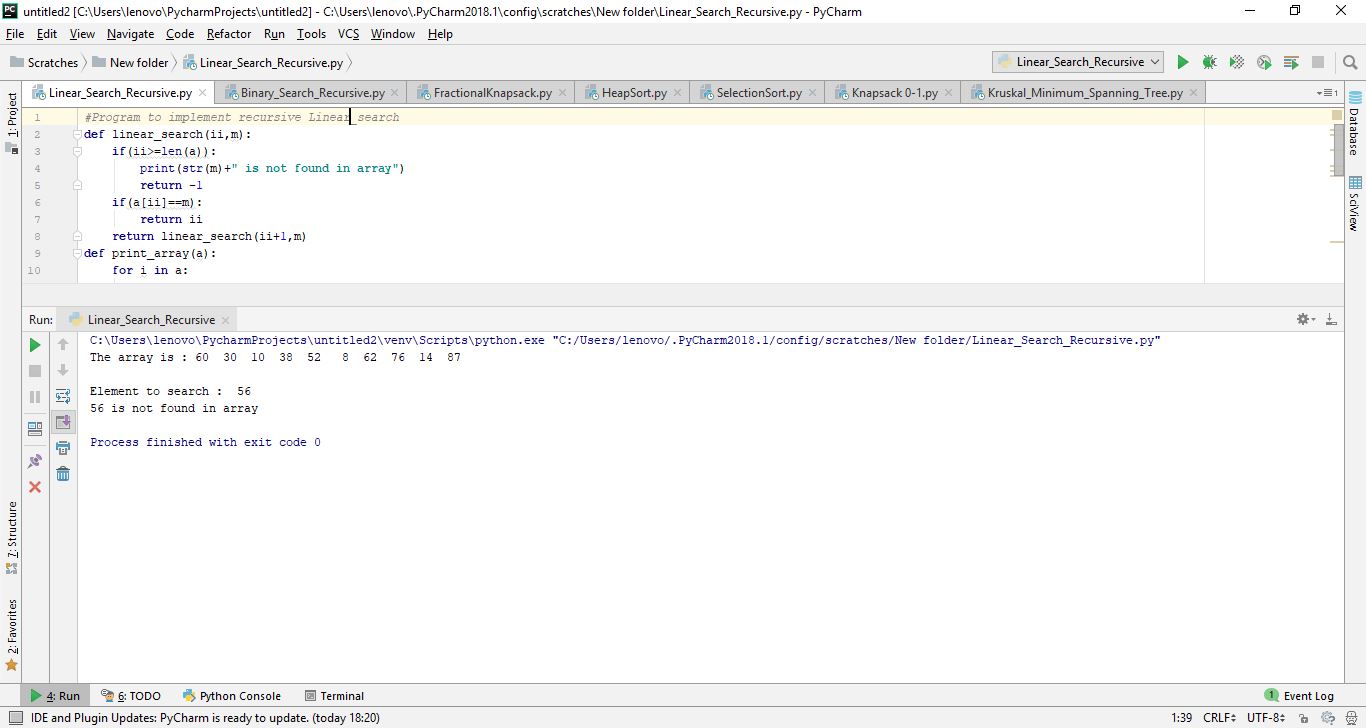 untitled2 [C:\Users\lenovo\PycharmProjects\untitled2] - C:\Users\lenovo\.PyCharm2018.1\config\scratches\New folder\Linear_Search_Recursive.py - PyCharm
File Edit View Navigate Code Refactor Run Tools VCS Window Help
Scratches New folder Linear_Search_Recursive.py Linear_Search_Recursive
Linear_Search_Recursive.py Binary_Search_Recursive.py FractionalKnapsack.py HeapSort.py SelectionSort.py Knapsack 0-1.py Kruskal_Minimum_Spanning_Tree.py 1
1: Project
1 #Program to implement recursive Linear search
2 def linear_search(ii,m):
3 if(ii>=len(a)):
4 print(str(m)+" is not found in array")
5 return -1
6 if(a[ii]==m):
7 return ii
8 return linear_search(ii+1,m)
9 def print_array(a):
10 for i in a:
Database
SciView
Run: Linear_Search_Recursive
C:\Users\lenovo\PycharmProjects\untitled2\venv\Scripts\python.exe "C:/Users/lenovo/.PyCharm2018.1/config/scratches/New folder/Linear_Search_Recursive.py"
The array is : 60 30 10 38 52 8 62 76 14 87
Element to search : 56
56 is not found in array
Process finished with exit code 0
7: Structure
2: Favorites
4: Run 6: TODO Python Console Terminal 1 Event Log
IDE and Plugin Updates: PyCharm is ready to update. (today 18:20) 1:39 CRLF UTF-8